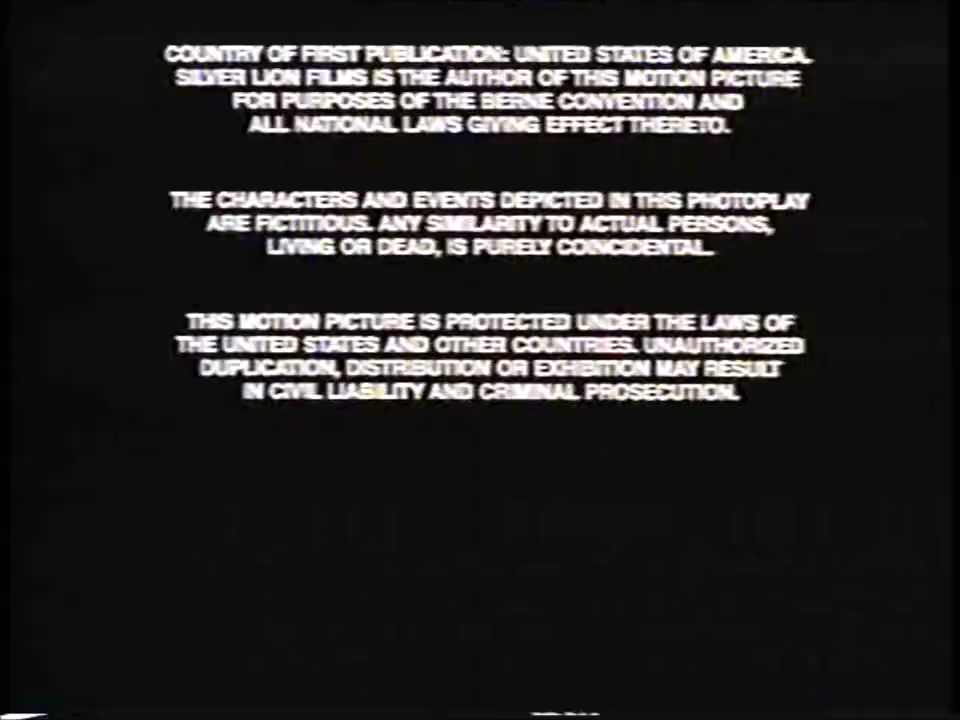 COUNTRY OF FIRST PUBLICATION: UNITED STATES OF AMERICA.
SILVER LION FILMS IS THE AUTHOR OF THIS MOTION PICTURE
FOR PURPOSES OF THE BERNE CONVENTION AND
ALL NATIONAL LAWS GIVING EFFECT THERETO.
THE CHARACTERS AND EVENTS DEPICTED IN THIS PHOTOPLAY
ARE FICTITIOUS. ANY SIMILARITY TO ACTUAL PERSONS,
LIVING OR DEAD, IS PURELY COINCIDENTAL.
THIS MOTION PICTURE IS PROTECTED UNDER THE LAWS OF
THE UNITED STATES AND OTHER COUNTRIES. UNAUTHORIZED
DUPLICATION, DISTRIBUTION OR EXHIBITION MAY RESULT
IN CIVIL LIABILITY AND CRIMINAL PROSECUTION.